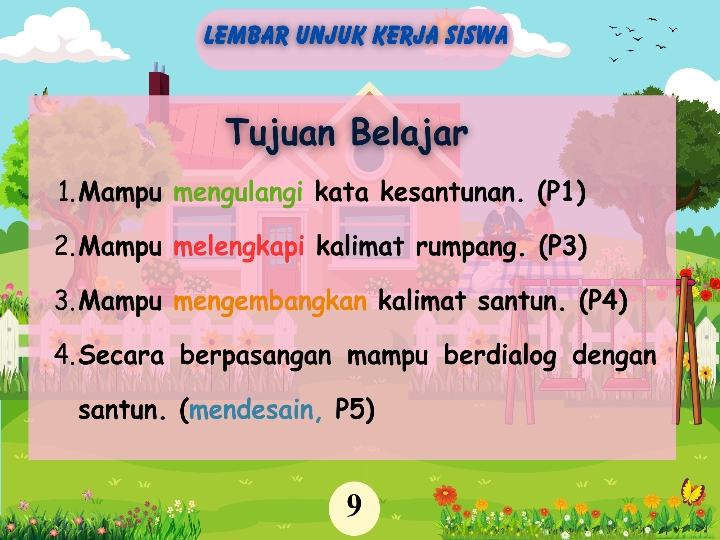 LEMBAR UNJUK KERJA SISWA
Tujuan Belajar
1. Mampu mengulangi kata kesantunan. (P1)
2. Mampu melengkapi kalimat rumpang. (P3)
3. Mampu mengembangkan kalimat santun. (P4)
4. Secara berpasangan mampu berdialog dengan
santun. (mendesain, P5)
9